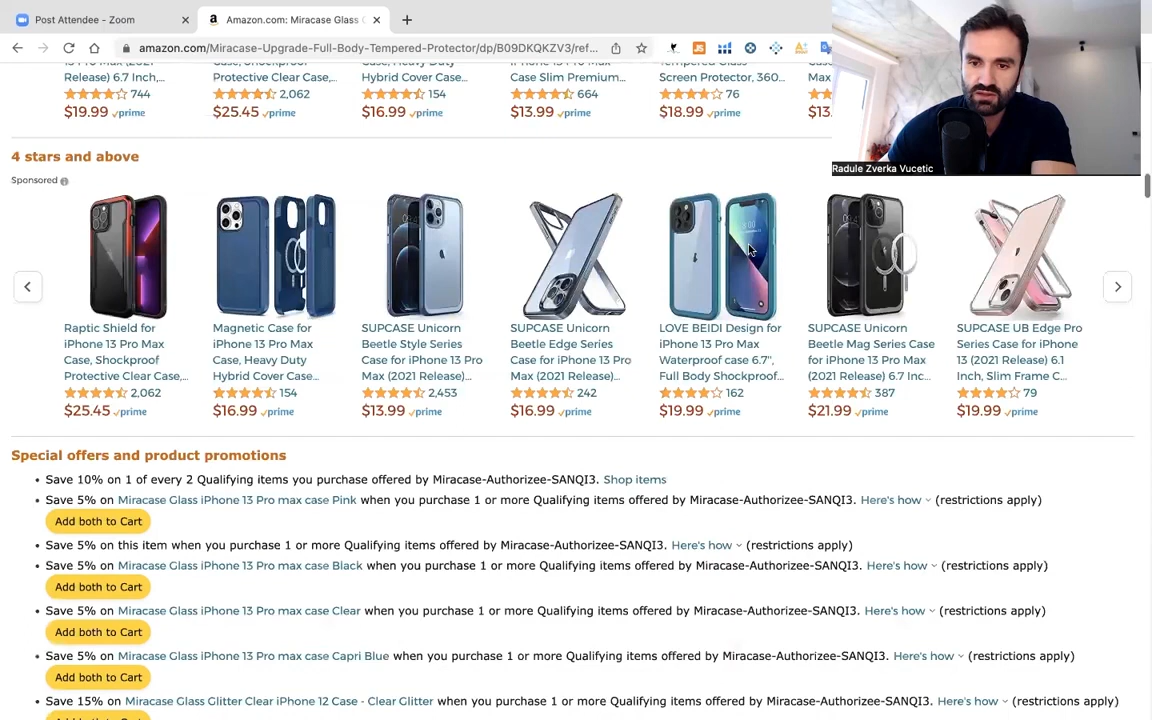 Post Attendee - Zoom
Amazon.com: Miracase Glass
amazon.com/Miracase-Upgrade-Full-Body-Tempered-Protector/dp/B09DKQKZV3/ref...
Release) 6.7 Inch,...
744
$19.99 prime
Protective Clear Case,...
2,062
$25.45 prime
Hybrid Cover Case...
154
$16.99 prime
Case Slim Premium...
664
$13.99 prime
Screen Protector, 360...
76
$18.99 prime
Case
Max
$13.
Radule Zverka Vucetic
4 stars and above
Sponsored
Raptic Shield for
iPhone 13 Pro Max
Case, Shockproof
Protective Clear Case,...
2,062
$25.45 prime
Magnetic Case for
iPhone 13 Pro Max
Case, Heavy Duty
Hybrid Cover Case...
154
$16.99 prime
SUPCASE Unicorn
Beetle Style Series
Case for iPhone 13 Pro
Max (2021 Release)...
2,453
$13.99 prime
SUPCASE Unicorn
Beetle Edge Series
Case for iPhone 13 Pro
Max (2021 Release)...
242
$16.99 prime
LOVE BEIDI Design for
iPhone 13 Pro Max
Waterproof case 6.7",
Full Body Shockproof...
162
$19.99 prime
SUPCASE Unicorn
Beetle Mag Series Case
for iPhone 13 Pro Max
(2021 Release) 6.7 Inc...
387
$21.99 prime
SUPCASE UB Edge Pro
Series Case for iPhone
13 (2021 Release) 6.1
Inch, Slim Frame C...
79
$19.99 prime
Special offers and product promotions
• Save 10% on 1 of every 2 Qualifying items you purchase offered by Miracase-Authorizee-SANQI3. Shop items
• Save 5% on Miracase Glass iPhone 13 Pro max case Pink when you purchase 1 or more Qualifying items offered by Miracase-Authorizee-SANQI3. Here's how (restrictions apply)
Add both to Cart
• Save 5% on this item when you purchase 1 or more Qualifying items offered by Miracase-Authorizee-SANQI3. Here's how (restrictions apply)
• Save 5% on Miracase Glass iPhone 13 Pro max case Black when you purchase 1 or more Qualifying items offered by Miracase-Authorizee-SANQI3. Here's how (restrictions apply)
Add both to Cart
• Save 5% on Miracase Glass iPhone 13 Pro max case Clear when you purchase 1 or more Qualifying items offered by Miracase-Authorizee-SANQI3. Here's how (restrictions apply)
Add both to Cart
• Save 5% on Miracase Glass iPhone 13 Pro max case Capri Blue when you purchase 1 or more Qualifying items offered by Miracase-Authorizee-SANQI3. Here's how (restrictions apply)
Add both to Cart
• Save 15% on Miracase Glass Glitter Clear iPhone 12 Case - Clear Glitter when you purchase 1 or more Qualifying items offered by Miracase-Authorizee-SANQI3. Here's how (restrictions apply)